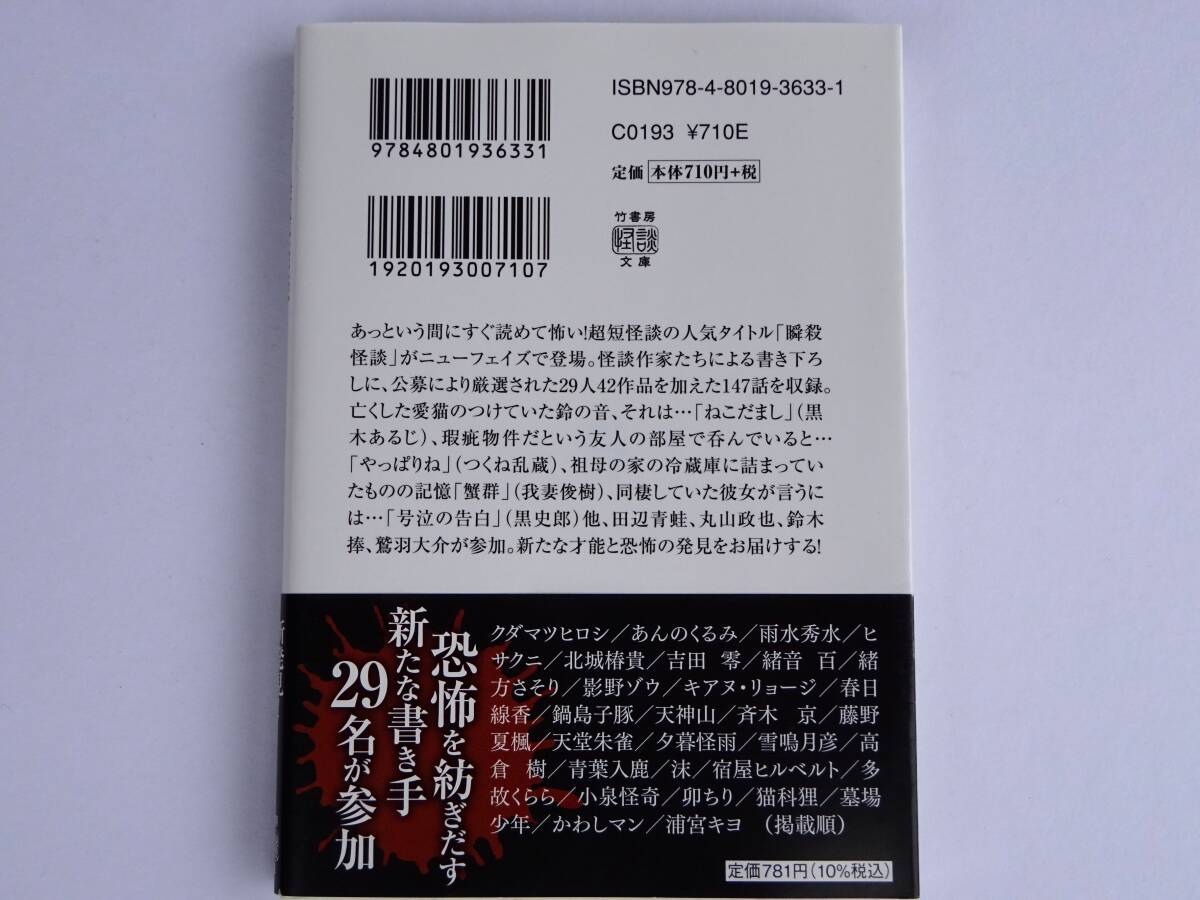 ISBN978-4-8019-3633-1
9784801936331
C0193 ¥710E
定価 本体710円+税
1920193007107
竹書房
怪談
文庫
あっという間にすぐ読めて怖い!超短怪談の人気タイトル「瞬殺
怪談」がニューフェイズで登場。怪談作家たちによる書き下ろ
しに、公募により厳選された29人42作品を加えた147話を収録。
亡くした愛猫のつけていた鈴の音、それは…「ねこだまし」(黒
木あるじ)、瑕疵物件だという友人の部屋で呑んでいると…
「やっぱりね」(つくね乱蔵)、祖母の家の冷蔵庫に詰まってい
たものの記憶「蟹群」(我妻俊樹)、同棲していた彼女が言うに
は…「号泣の告白」(黒史郎)他、田辺青蛙、丸山政也、鈴木
捧、鷲羽大介が参加。新たな才能と恐怖の発見をお届けする!
恐怖を紡ぎだす
新たな書き手
29名が参加
クダマツヒロシ/あんのくるみ/雨水秀水/ヒ
サクニ/北城椿貴/吉田 零/緒音 百/緒
方さそり/影野ゾウ/キアヌ・リョージ/春日
線香/鍋島子豚/天神山/斉木 京/藤野
夏楓/天堂朱雀/夕暮怪雨/雪鳴月彦/高
倉 樹/青葉入鹿/沫/宿屋ヒルベルト/多
故くらら/小泉怪奇/卯ちり/猫科狸/墓場
少年/かわしマン/浦宮キヨ (掲載順)
定価781円(10%税込)